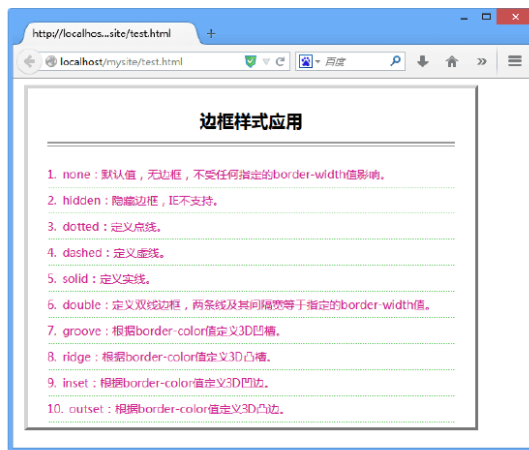 http://localhos...site/test.html
localhost/mysite/test.html
百度
边框样式应用
1. none：默认值，无边框，不受任何指定的border-width值影响。
2. hidden：隐藏边框，IE不支持。
3. dotted：定义点线。
4. dashed：定义虚线。
5. solid：定义实线。
6. double：定义双线边框，两条线及其间隔宽等于指定的border-width值。
7. groove：根据border-color值定义3D凹槽。
8. ridge：根据border-color值定义3D凸槽。
9. inset：根据border-color值定义3D凹边。
10. outset：根据border-color值定义3D凸边。